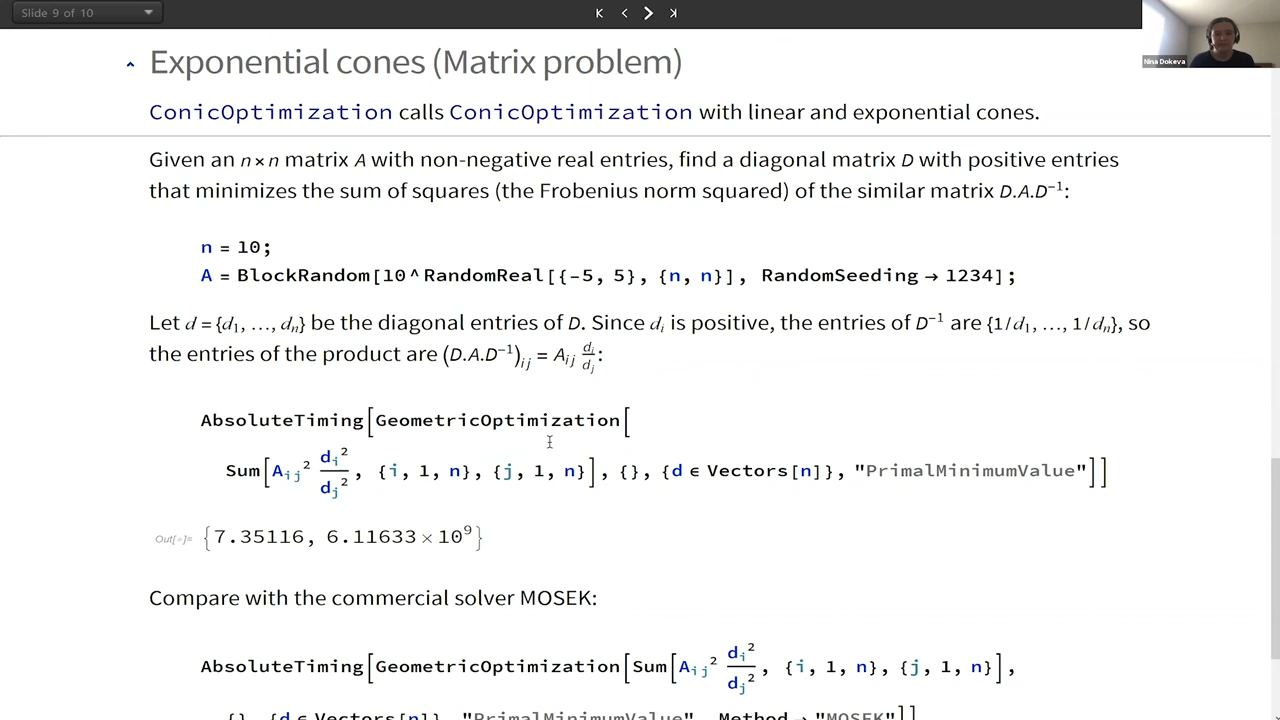 Slide 9 of 10
Nina Dokeva
Exponential cones (Matrix problem)
ConicOptimization calls ConicOptimization with linear and exponential cones.
Given an n × n matrix A with non-negative real entries, find a diagonal matrix D with positive entries
that minimizes the sum of squares (the Frobenius norm squared) of the similar matrix D.A.D⁻¹:
n = 10;
A = BlockRandom[10^RandomReal[{-5, 5}, {n, n}], RandomSeeding → 1234];
Let d = {d₁, …, dₙ} be the diagonal entries of D. Since dᵢ is positive, the entries of D⁻¹ are {1/d₁, …, 1/dₙ}, so
the entries of the product are (D.A.D⁻¹)ᵢⱼ = Aᵢⱼ dᵢ/dⱼ:
AbsoluteTiming[GeometricOptimization[
Sum[Aᵢⱼ² dᵢ²/dⱼ², {i, 1, n}, {j, 1, n}], {}, {d ∈ Vectors[n]}, "PrimalMinimumValue"]]
Out[•]= {7.35116, 6.11633 × 10⁹}
Compare with the commercial solver MOSEK:
AbsoluteTiming[GeometricOptimization[Sum[Aᵢⱼ² dᵢ²/dⱼ², {i, 1, n}, {j, 1, n}],
{}, {d ∈ Vectors[n]}, "PrimalMinimumValue", Method → "MOSEK"]]